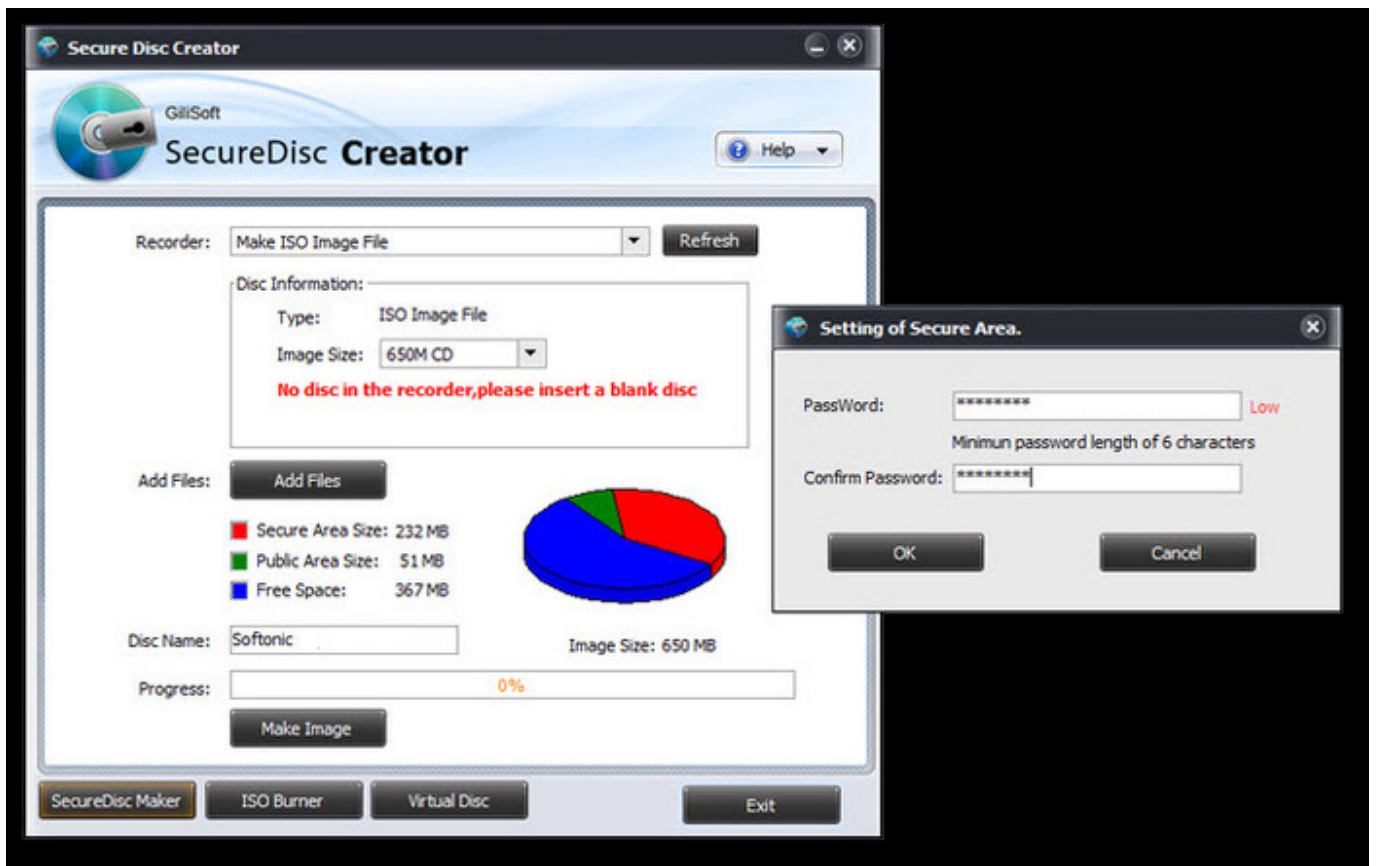 Secure Disc Creator
GiliSoft
SecureDisc Creator
Help
Recorder: Make ISO Image File Refresh
Disc Information:
Type: ISO Image File
Image Size: 650M CD
No disc in the recorder,please insert a blank disc
Add Files: Add Files
Secure Area Size: 232 MB
Public Area Size: 51 MB
Free Space: 367 MB
Disc Name: Softonic
Image Size: 650 MB
Progress: 0%
Make Image
SecureDisc Maker ISO Burner Virtual Disc Exit
Setting of Secure Area.
PassWord: ******** Low
Minimun password length of 6 characters
Confirm Password: ********
OK Cancel